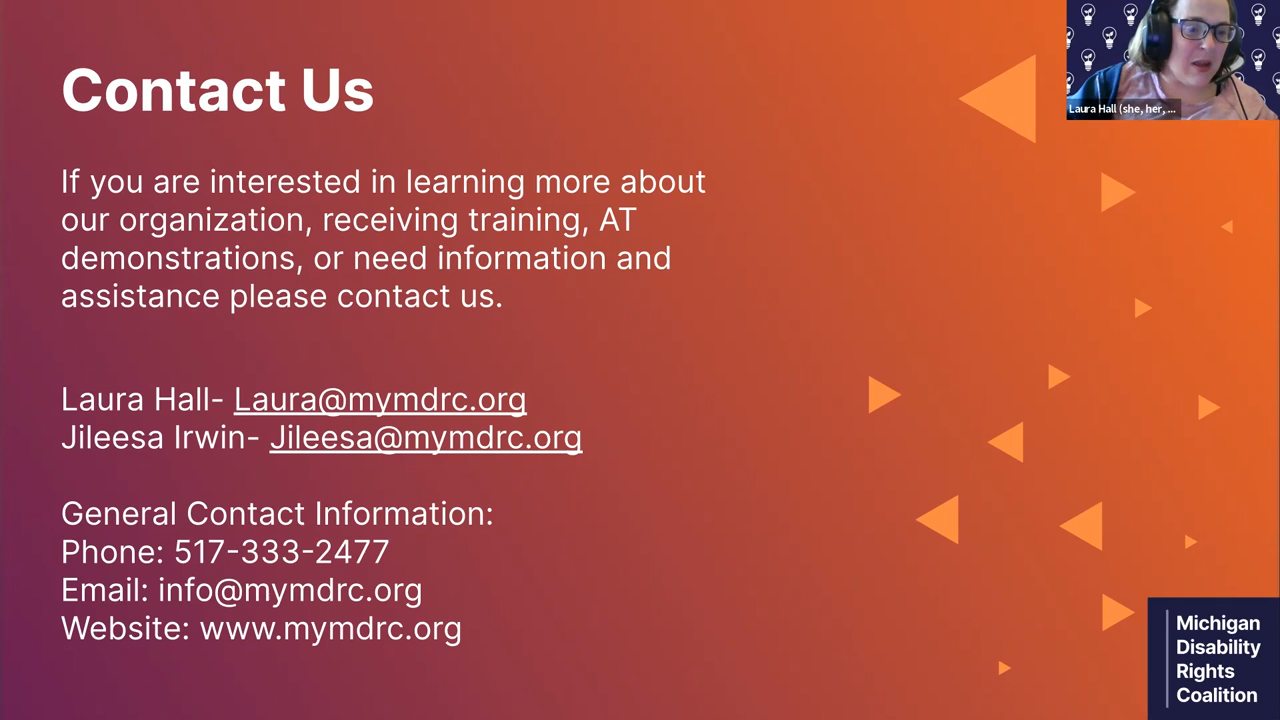 Contact Us
If you are interested in learning more about
our organization, receiving training, AT
demonstrations, or need information and
assistance please contact us.
Laura Hall- Laura@mymdrc.org
Jileesa Irwin- Jileesa@mymdrc.org
General Contact Information:
Phone: 517-333-2477
Email: info@mymdrc.org
Website: www.mymdrc.org
Laura Hall (she, her, ...
Michigan
Disability
Rights
Coalition